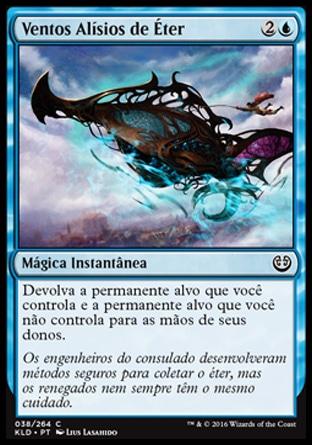 Ventos Alísios de Éter 2
Mágica Instantânea
Devolva a permanente alvo que você
controla e a permanente alvo que você
não controla para as mãos de seus
donos.
Os engenheiros do consulado desenvolveram
métodos seguros para coletar o éter, mas
os renegados nem sempre têm o mesmo
cuidado.
038/264 C
KLD • PT Lius Lasahido
™ & © 2016 Wizards of the Coast